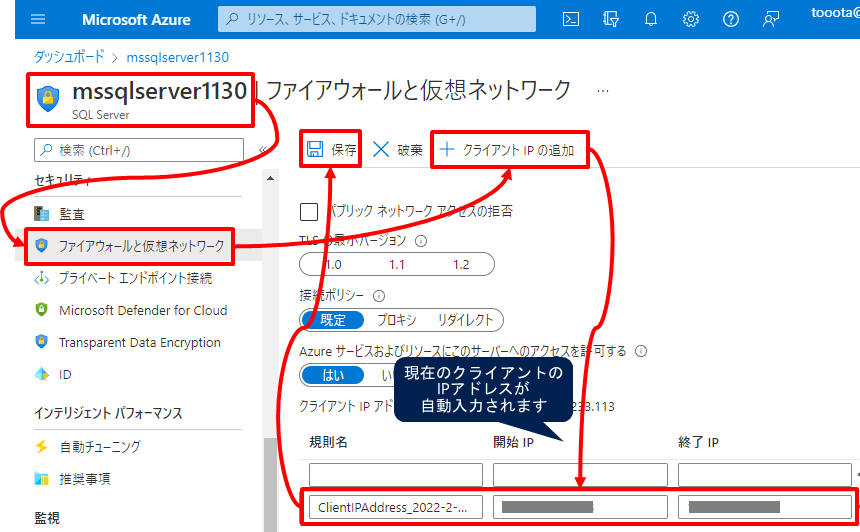 Microsoft Azure
リソース、サービス、ドキュメントの検索 (G+/)
tooota@
ダッシュボード > mssqlserver1130
mssqlserver1130 | ファイアウォールと仮想ネットワーク ...
SQL Server
検索 (Ctrl+/)
«
保存
破棄
クライアント IP の追加
セキュリティ
監査
ファイアウォールと仮想ネットワーク
プライベート エンドポイント接続
Microsoft Defender for Cloud
Transparent Data Encryption
ID
インテリジェント パフォーマンス
自動チューニング
推奨事項
監視
パブリック ネットワーク アクセスの拒否
TLS の最小バージョン
1.0 1.1 1.2
接続ポリシー
既定 プロキシ リダイレクト
Azure サービスおよびリソースにこのサーバーへのアクセスを許可する
はい
現在のクライアントの
IPアドレスが
自動入力されます
クライアント IP アド
233.113
規則名 開始 IP 終了 IP
ClientIPAddress_2022-2-...